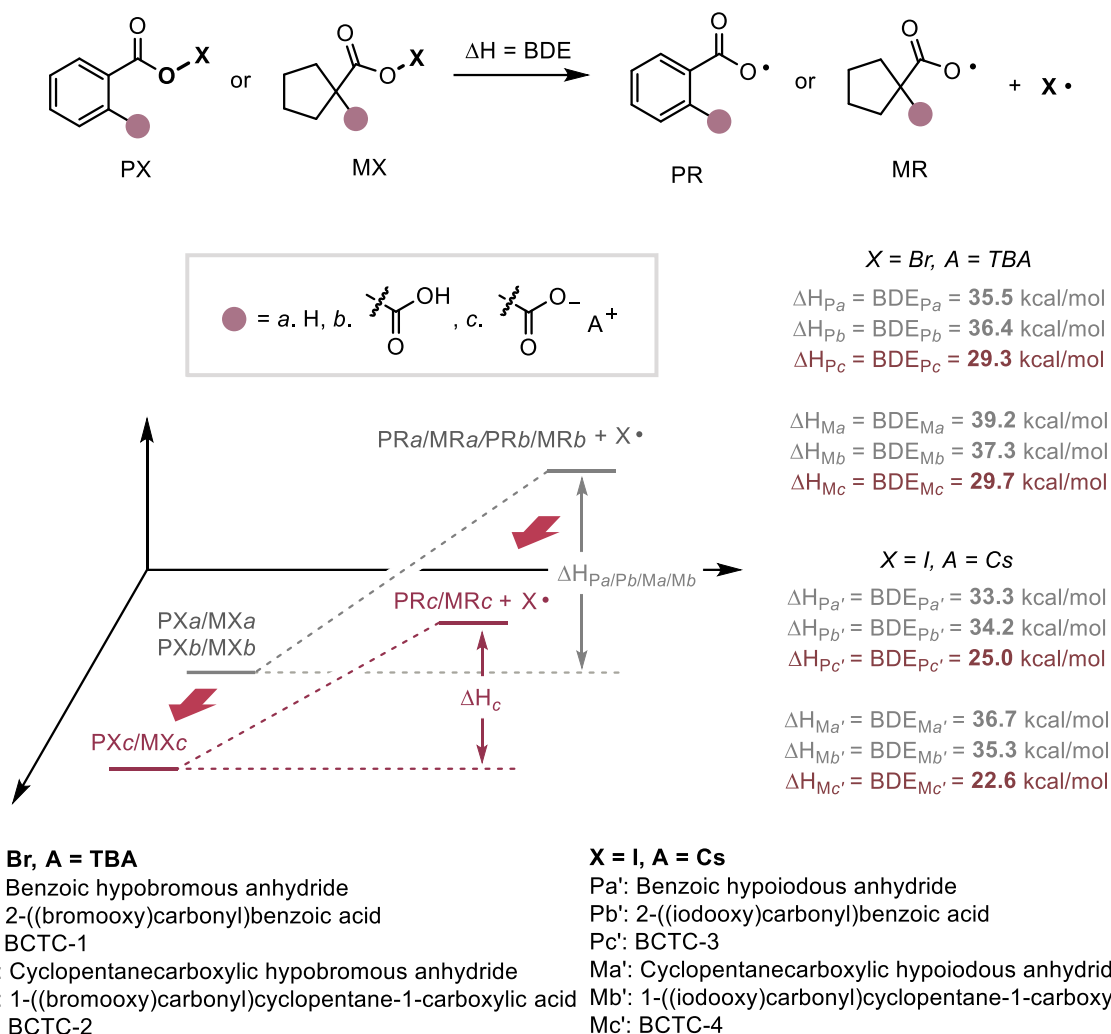 O
X
O
or
O
X
O
ΔH = BDE
O
O •
or
O
O •
+ X •
PX
MX
PR
MR
= a. H, b.
OH
O
, c.
O−
O
A+
X = Br, A = TBA
ΔHPa = BDEPa = 35.5 kcal/mol
ΔHPb = BDEPb = 36.4 kcal/mol
ΔHPc = BDEPc = 29.3 kcal/mol
ΔHMa = BDEMa = 39.2 kcal/mol
ΔHMb = BDEMb = 37.3 kcal/mol
ΔHMc = BDEMc = 29.7 kcal/mol
X = I, A = Cs
ΔHPa' = BDEPa' = 33.3 kcal/mol
ΔHPb' = BDEPb' = 34.2 kcal/mol
ΔHPc' = BDEPc' = 25.0 kcal/mol
ΔHMa' = BDEMa' = 36.7 kcal/mol
ΔHMb' = BDEMb' = 35.3 kcal/mol
ΔHMc' = BDEMc' = 22.6 kcal/mol
PRa/MRa/PRb/MRb + X •
ΔHPa/Pb/Ma/Mb
PRc/MRc + X •
PXa/MXa
PXb/MXb
ΔHc
PXc/MXc
Br, A = TBA
Benzoic hypobromous anhydride
2-((bromooxy)carbonyl)benzoic acid
BCTC-1
: Cyclopentanecarboxylic hypobromous anhydride
: 1-((bromooxy)carbonyl)cyclopentane-1-carboxylic acid
BCTC-2
X = I, A = Cs
Pa': Benzoic hypoiodous anhydride
Pb': 2-((iodooxy)carbonyl)benzoic acid
Pc': BCTC-3
Ma': Cyclopentanecarboxylic hypoiodous anhydrid
Mb': 1-((iodooxy)carbonyl)cyclopentane-1-carboxy
Mc': BCTC-4